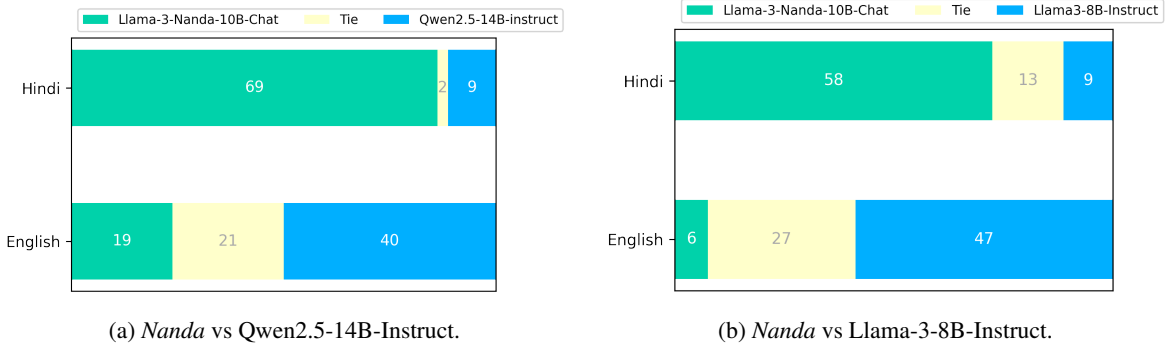 Llama-3-Nanda-10B-Chat Tie Qwen2.5-14B-instruct
Hindi 69 2 9
English 19 21 40
(a) Nanda vs Qwen2.5-14B-Instruct.
Llama-3-Nanda-10B-Chat Tie Llama3-8B-Instruct
Hindi 58 13 9
English 6 27 47
(b) Nanda vs Llama-3-8B-Instruct.